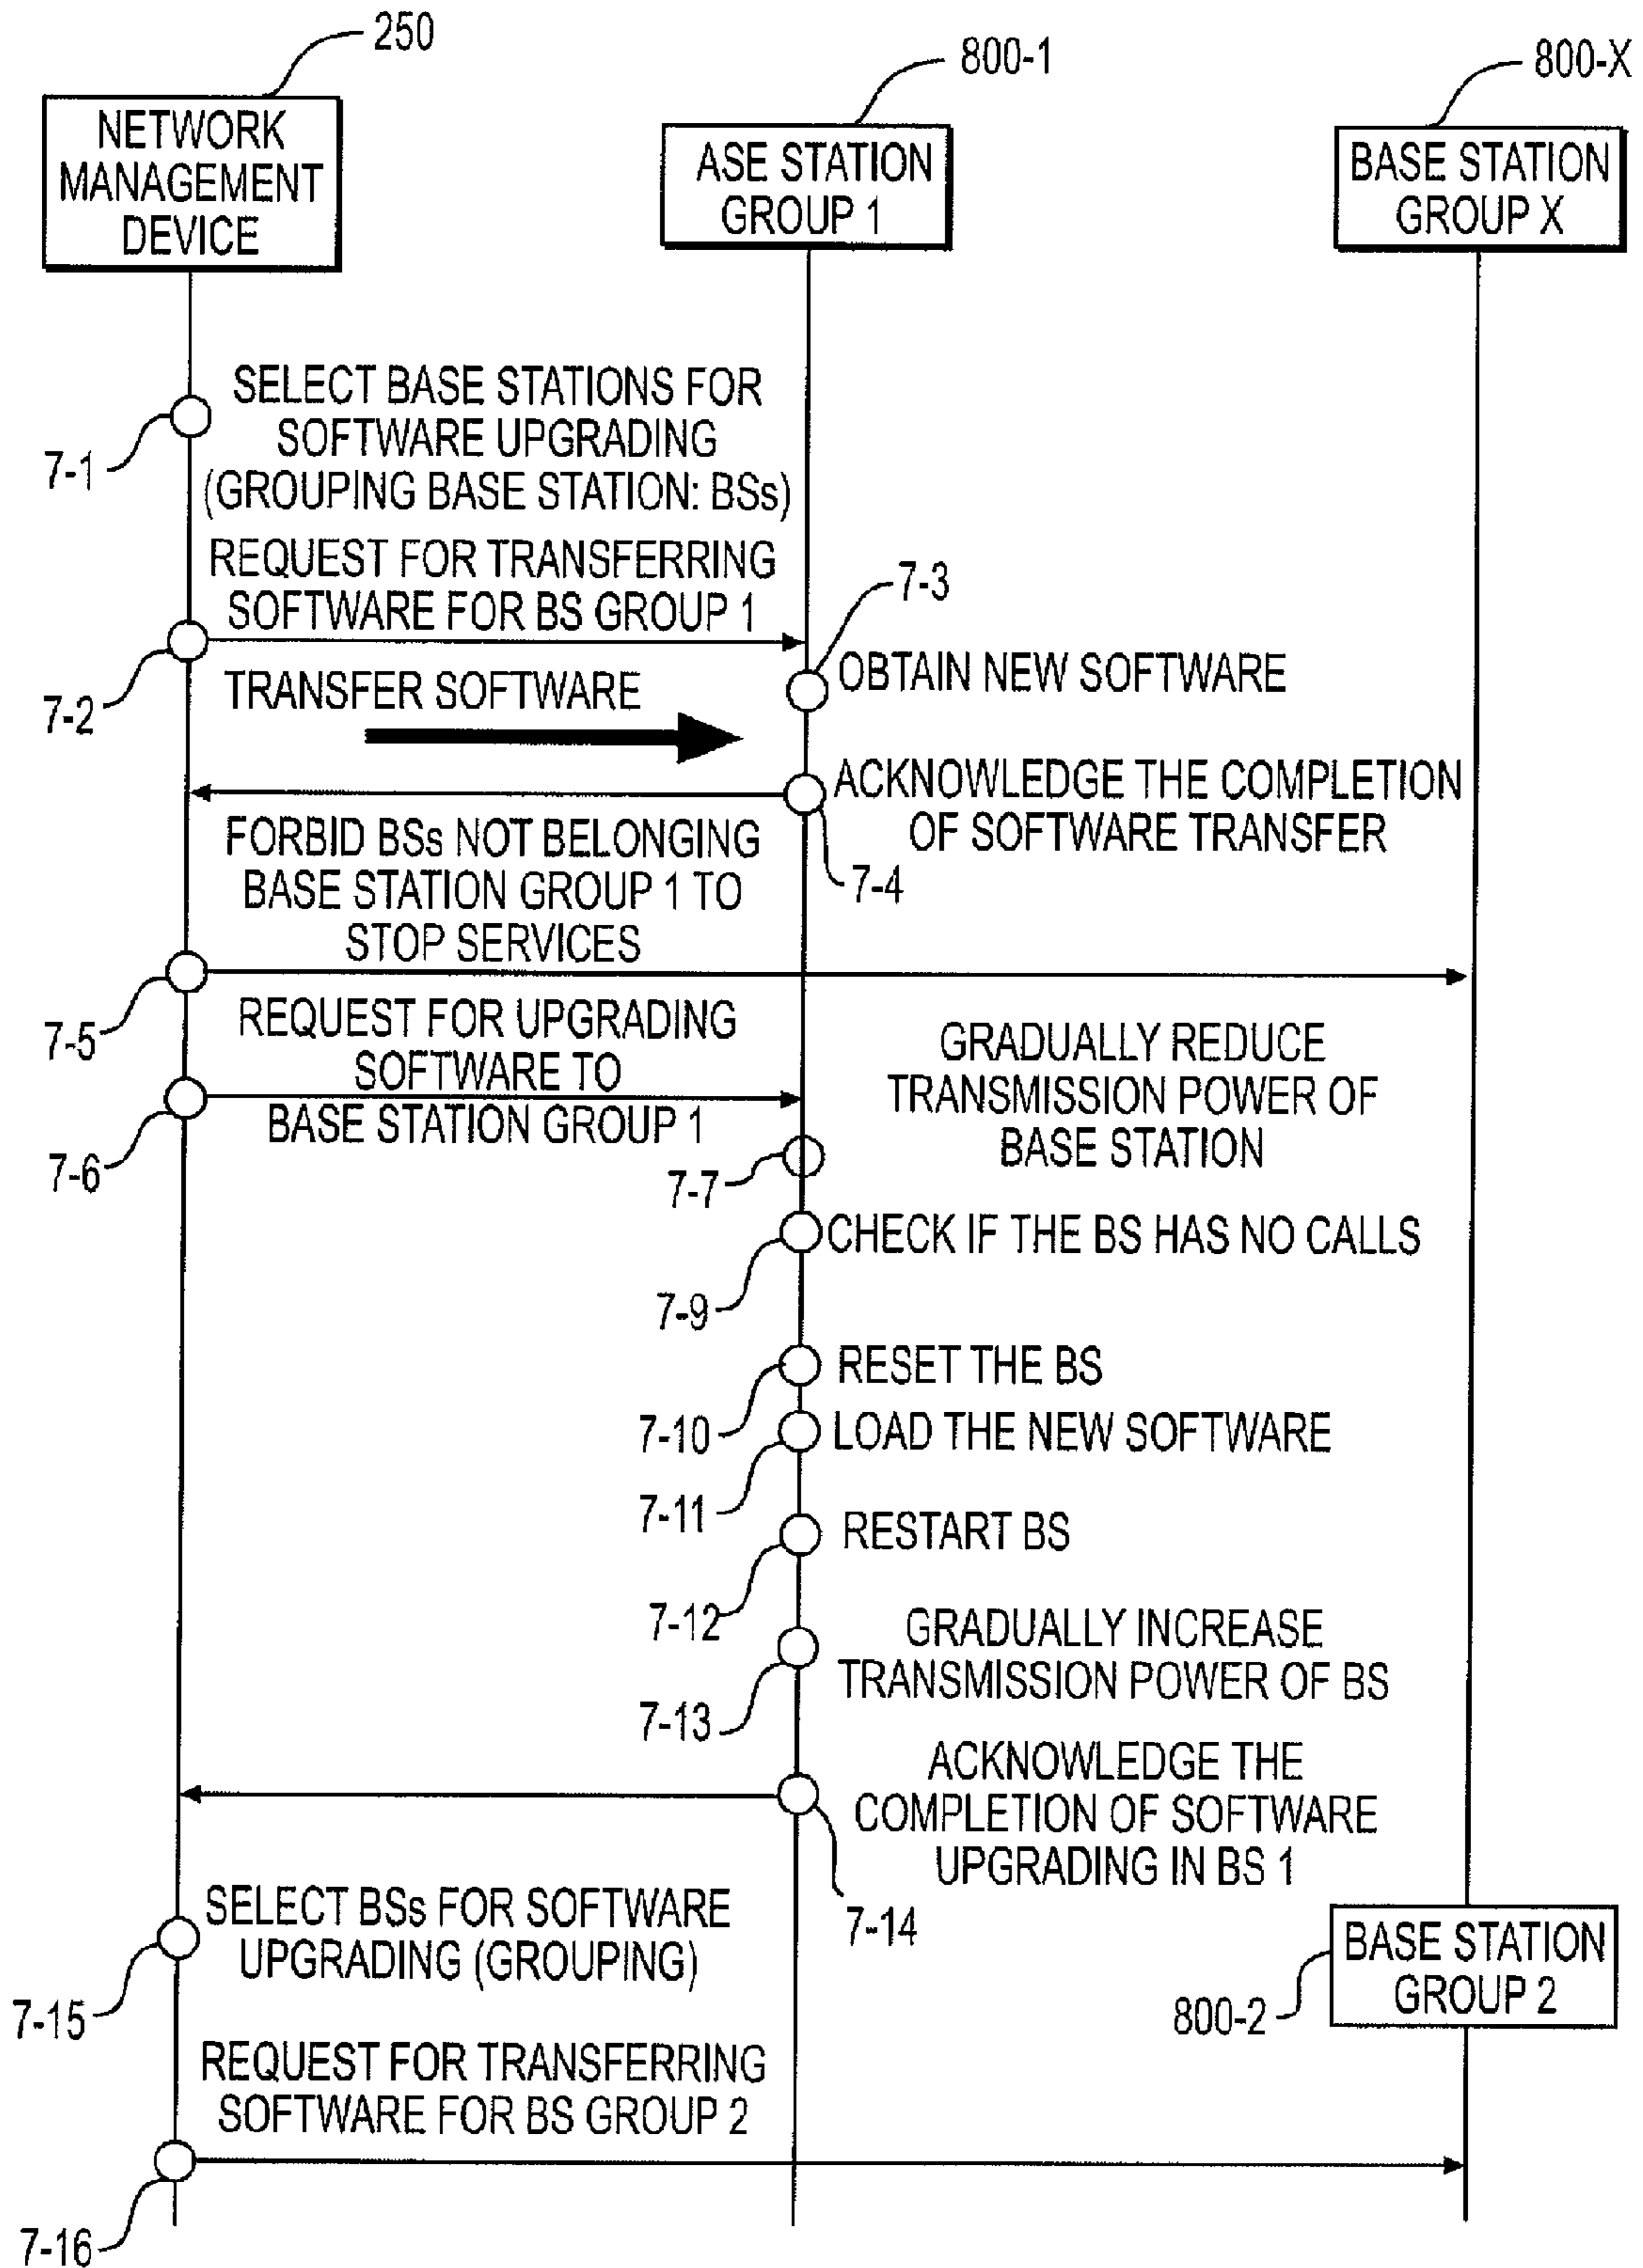 250
800-1
800-X
NETWORK
MANAGEMENT
DEVICE
ASE STATION
GROUP 1
BASE STATION
GROUP X
SELECT BASE STATIONS FOR
SOFTWARE UPGRADING
(GROUPING BASE STATION: BSs)
7-1
REQUEST FOR TRANSFERRING
SOFTWARE FOR BS GROUP 1
7-2
7-3
OBTAIN NEW SOFTWARE
TRANSFER SOFTWARE
ACKNOWLEDGE THE COMPLETION
OF SOFTWARE TRANSFER
7-4
FORBID BSs NOT BELONGING
BASE STATION GROUP 1 TO
STOP SERVICES
7-5
REQUEST FOR UPGRADING
SOFTWARE TO
BASE STATION GROUP 1
7-6
GRADUALLY REDUCE
TRANSMISSION POWER OF
BASE STATION
7-7
CHECK IF THE BS HAS NO CALLS
7-9
RESET THE BS
7-10
LOAD THE NEW SOFTWARE
7-11
RESTART BS
7-12
GRADUALLY INCREASE
TRANSMISSION POWER OF BS
7-13
ACKNOWLEDGE THE
COMPLETION OF SOFTWARE
UPGRADING IN BS 1
7-14
SELECT BSs FOR SOFTWARE
UPGRADING (GROUPING)
7-15
BASE STATION
GROUP 2
800-2
REQUEST FOR TRANSFERRING
SOFTWARE FOR BS GROUP 2
7-16